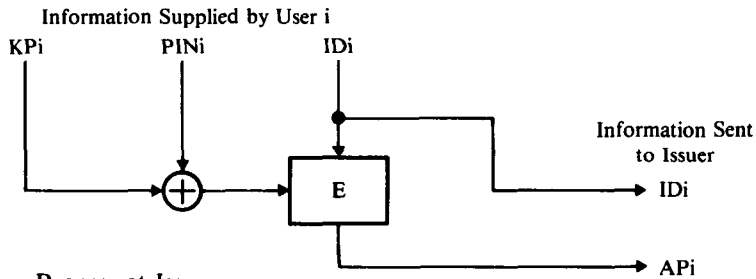 Information Supplied by User i
KPi PINi IDi
Information Sent
to Issuer
E
IDi
APi